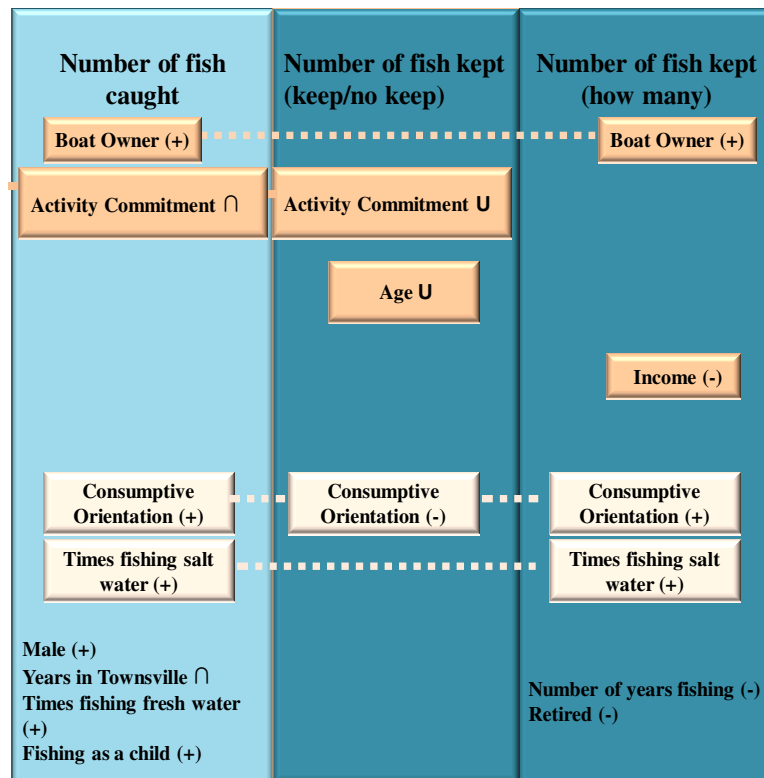 Number of fish
caught
Boat Owner (+)
Activity Commitment ∩
Consumptive
Orientation (+)
Times fishing salt
water (+)
Male (+)
Years in Townsville ∩
Times fishing fresh water
(+)
Fishing as a child (+)
Number of fish kept
(keep/no keep)
Activity Commitment U
Age U
Consumptive
Orientation (-)
Number of fish kept
(how many)
Boat Owner (+)
Income (-)
Consumptive
Orientation (+)
Times fishing salt
water (+)
Number of years fishing (-)
Retired (-)